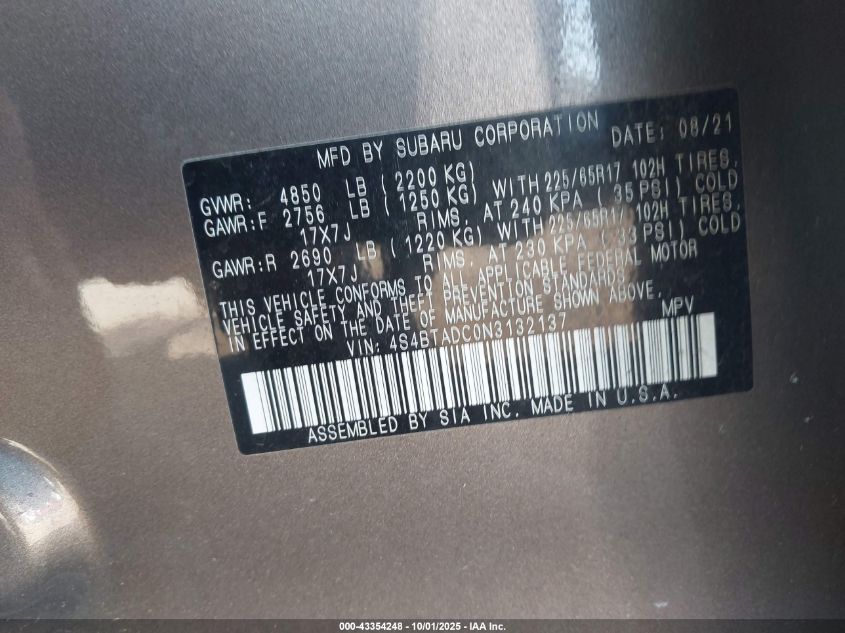 MFD BY SUBARU CORPORATION DATE: 08/21
GVWR: 4850 LB ( 2200 KG)
GAWR:F 2756 LB ( 1250 KG) WITH 225/65R17 102H TIRES,
17X7J RIMS, AT 240 KPA ( 35 PSI) COLD
GAWR:R 2690 LB ( 1220 KG) WITH 225/65R17 102H TIRES,
17X7J RIMS, AT 230 KPA ( 33 PSI) COLD
THIS VEHICLE CONFORMS TO ALL APPLICABLE FEDERAL MOTOR
VEHICLE SAFETY AND THEFT PREVENTION STANDARDS
IN EFFECT ON THE DATE OF MANUFACTURE SHOWN ABOVE.
VIN: 4S4BTADC0N3132137 MPV
ASSEMBLED BY SIA INC. MADE IN U.S.A.
000-43354248 - 10/01/2025 - IAA Inc.